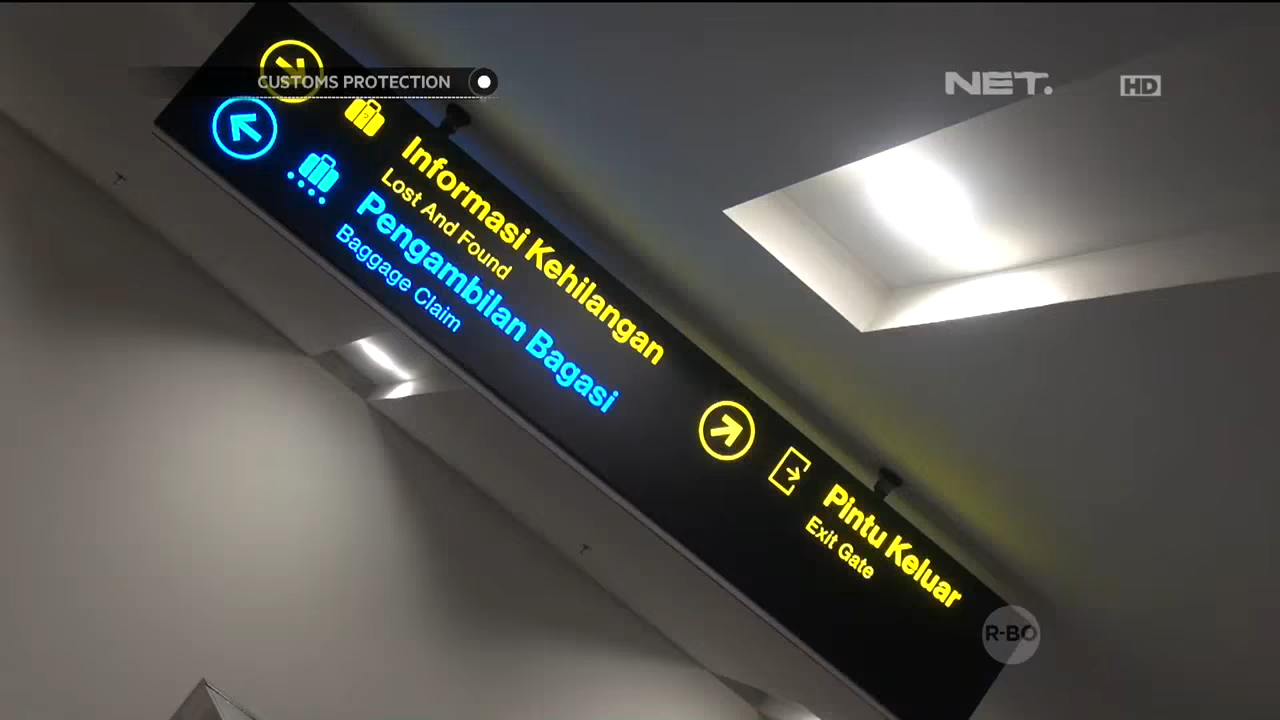 CUSTOMS PROTECTION
NET.
HD
Informasi Kehilangan
Lost And Found
Pengambilan Bagasi
Baggage Claim
Pintu Keluar
Exit Gate
R-BO